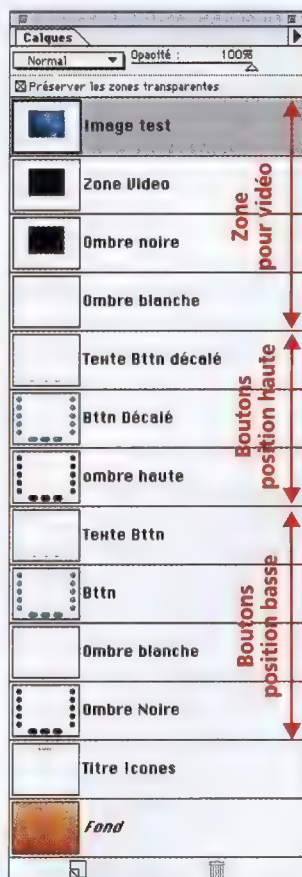 Calques
Normal Opacité : 100%
Préserver les zones transparentes
Image test
Zone Video
Ombre noire
Ombre blanche
Zone
pour vidéo
Texte Bttn décalé
Bttn Décalé
ombre haute
Boutons
position haute
Texte Bttn
Bttn
Ombre blanche
Ombre Noire
Boutons
position basse
Titre Icones
Fond